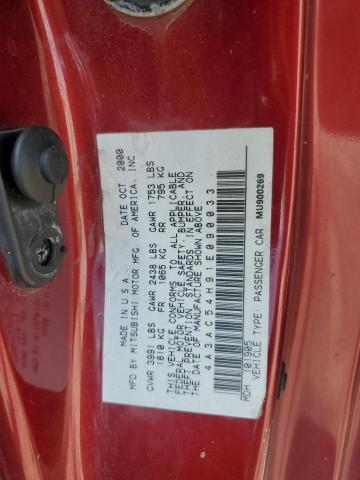 MADE IN U S A DATE OCT 2000
MFD BY MITSUBISHI MOTOR MFG. OF AMERICA, INC
GVWR 3991 LBS GAWR 2438 LBS GAWR 1753 LBS
1810 KG FR 1065 KG RR 795 KG
THIS VEHICLE CONFORMS TO ALL APPLICABLE
FEDERAL MOTOR VEHICLE SAFETY, BUMPER, AND
THEFT PREVENTION STANDARDS IN EFFECT ON
THE DATE OF MANUFACTURE SHOWN ABOVE
4A3AC54H91E090033
MDH 101905
VEHICLE TYPE: PASSENGER CAR MU900269